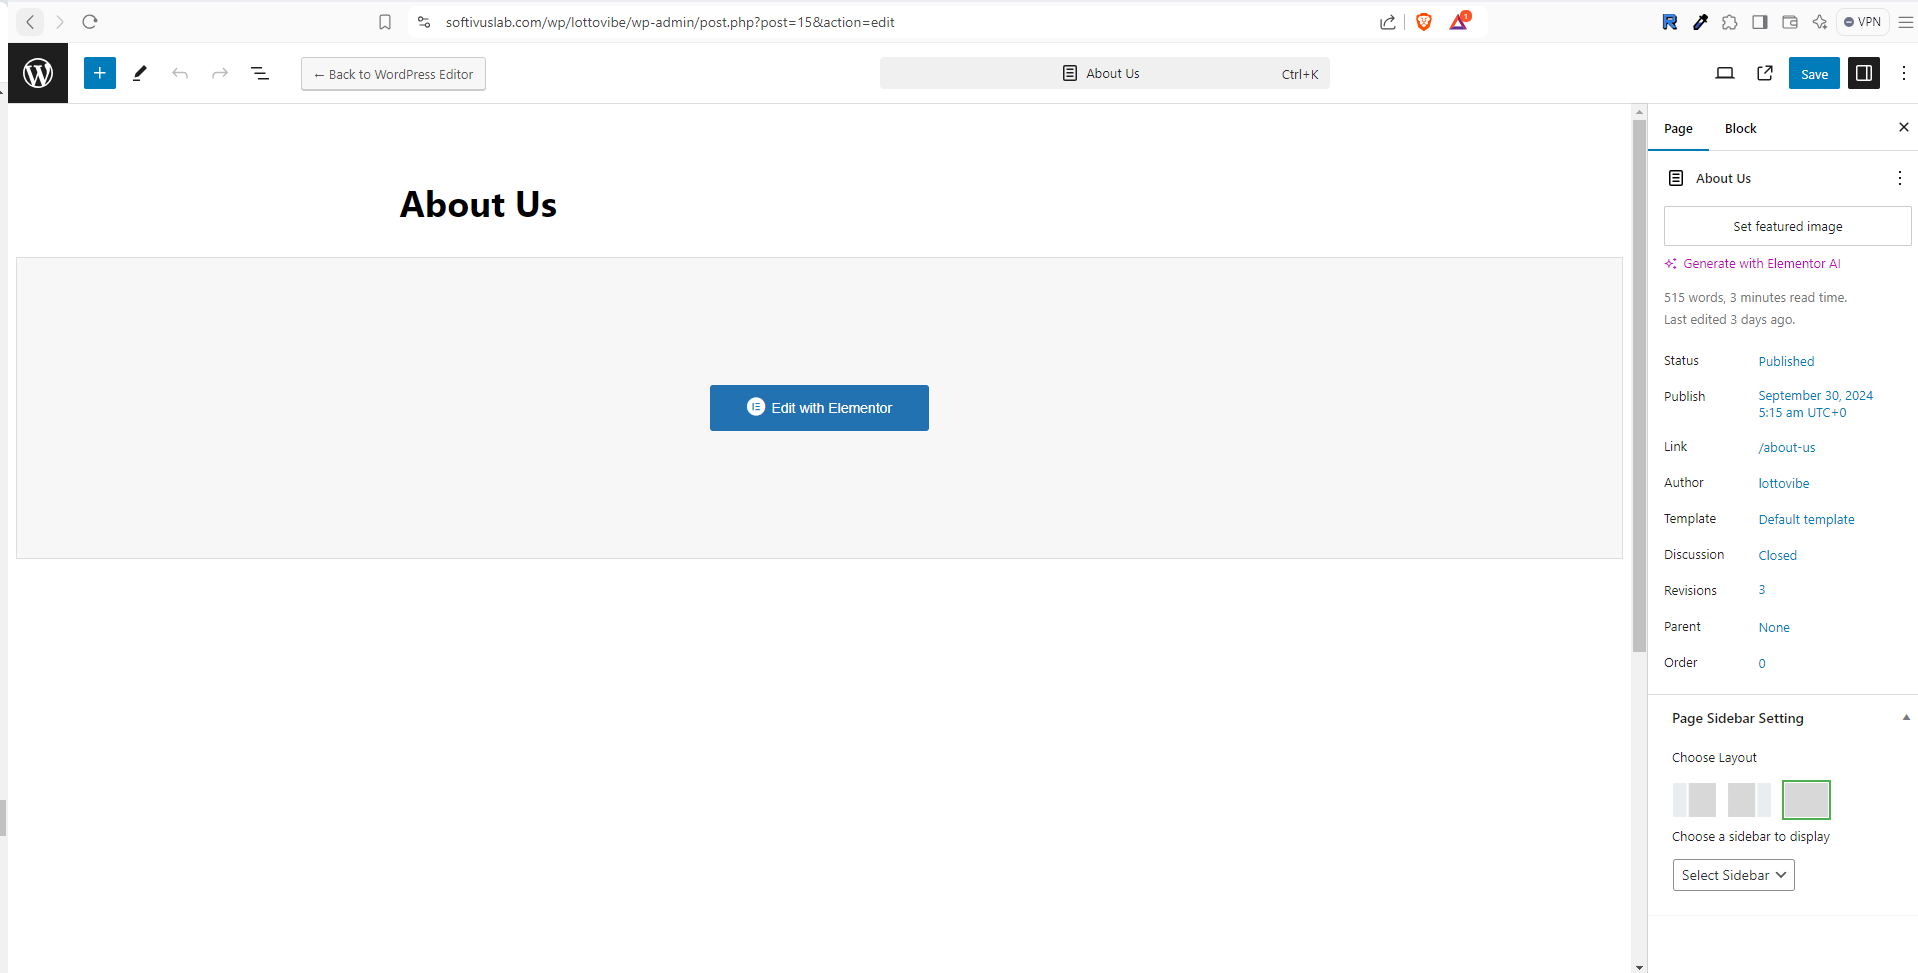 softivuslab.com/wp/lottovibe/wp-admin/post.php?post=15&action=edit
1
VPN
← Back to WordPress Editor
About Us
Ctrl+K
Save
Page
Block
About Us
About Us
Set featured image
Generate with Elementor AI
515 words, 3 minutes read time.
Last edited 3 days ago.
Status Published
Publish September 30, 2024
5:15 am UTC+0
Link /about-us
Author lottovibe
Template Default template
Discussion Closed
Revisions 3
Parent None
Order 0
Edit with Elementor
Page Sidebar Setting
Choose Layout
Choose a sidebar to display
Select Sidebar